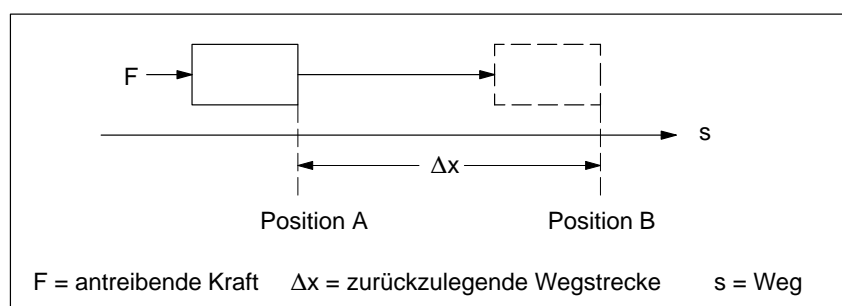 F
s
Δx
Position A Position B
F = antreibende Kraft Δx = zurückzulegende Wegstrecke s = Weg